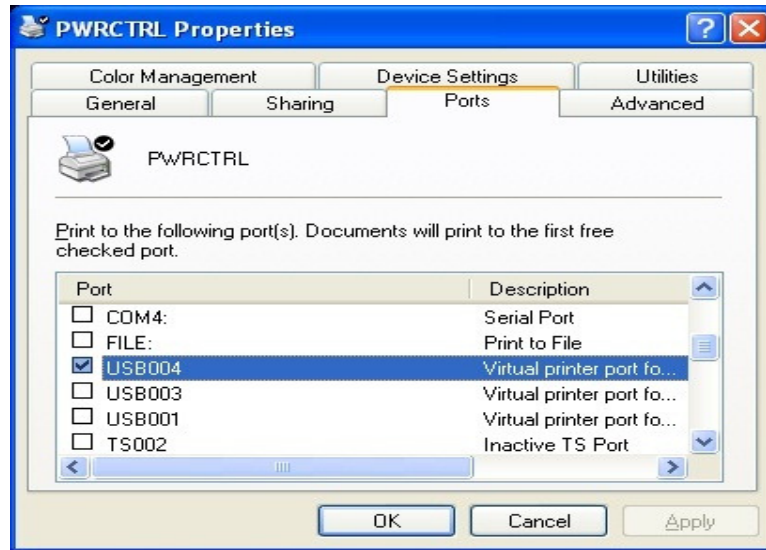 PWRCTRL Properties
Color Management Device Settings Utilities
General Sharing Ports Advanced
PWRCTRL
Print to the following port(s). Documents will print to the first free
checked port.
Port Description
COM4: Serial Port
FILE: Print to File
USB004 Virtual printer port fo...
USB003 Virtual printer port fo...
USB001 Virtual printer port fo...
TS002 Inactive TS Port
OK Cancel Apply